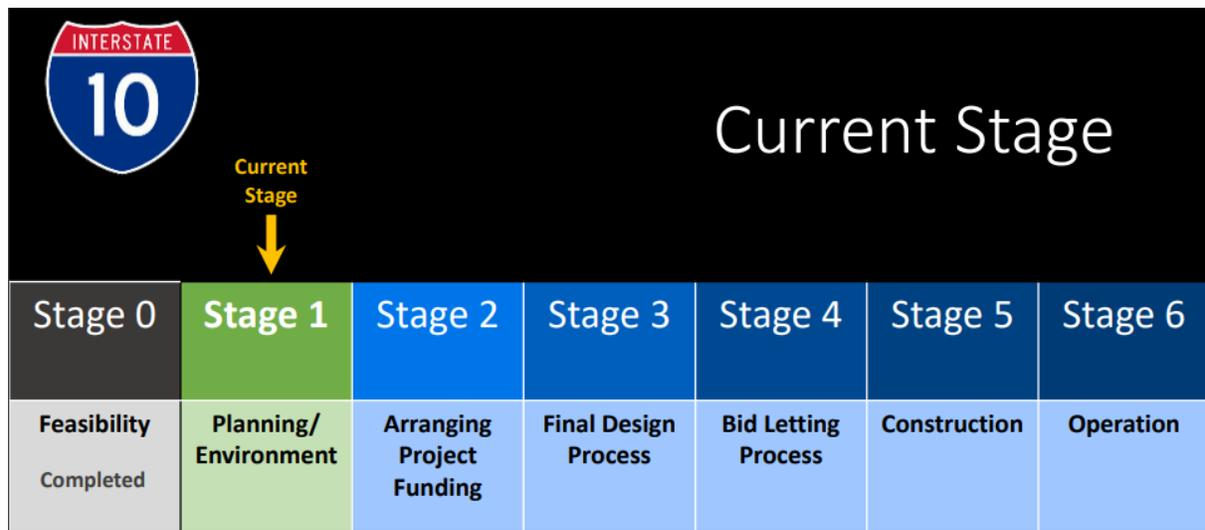 INTERSTATE
10
Current Stage
Current
Stage
Stage 0
Stage 1
Stage 2
Stage 3
Stage 4
Stage 5
Stage 6
Feasibility
Completed
Planning/
Environment
Arranging
Project
Funding
Final Design
Process
Bid Letting
Process
Construction
Operation